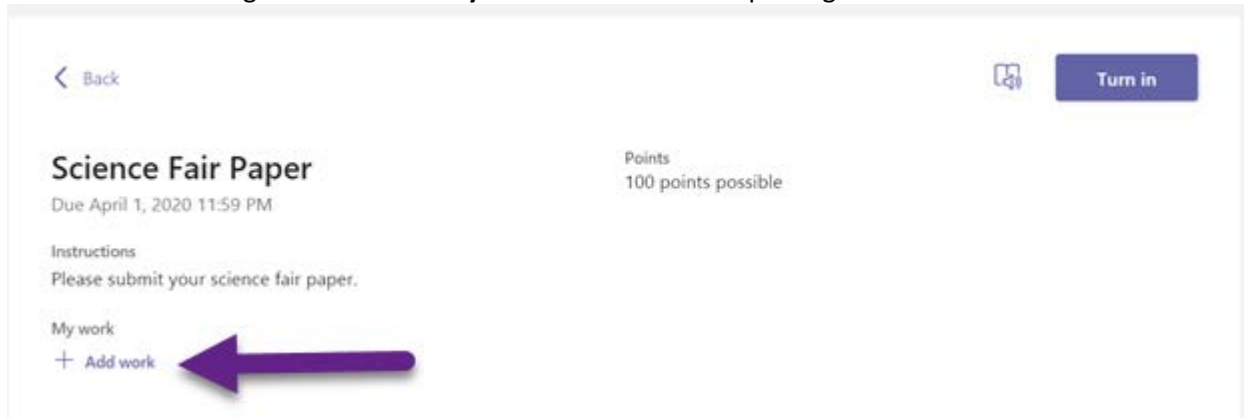 Back
Turn in
Science Fair Paper
Due April 1, 2020 11:59 PM
Points
100 points possible
Instructions
Please submit your science fair paper.
My work
+ Add work